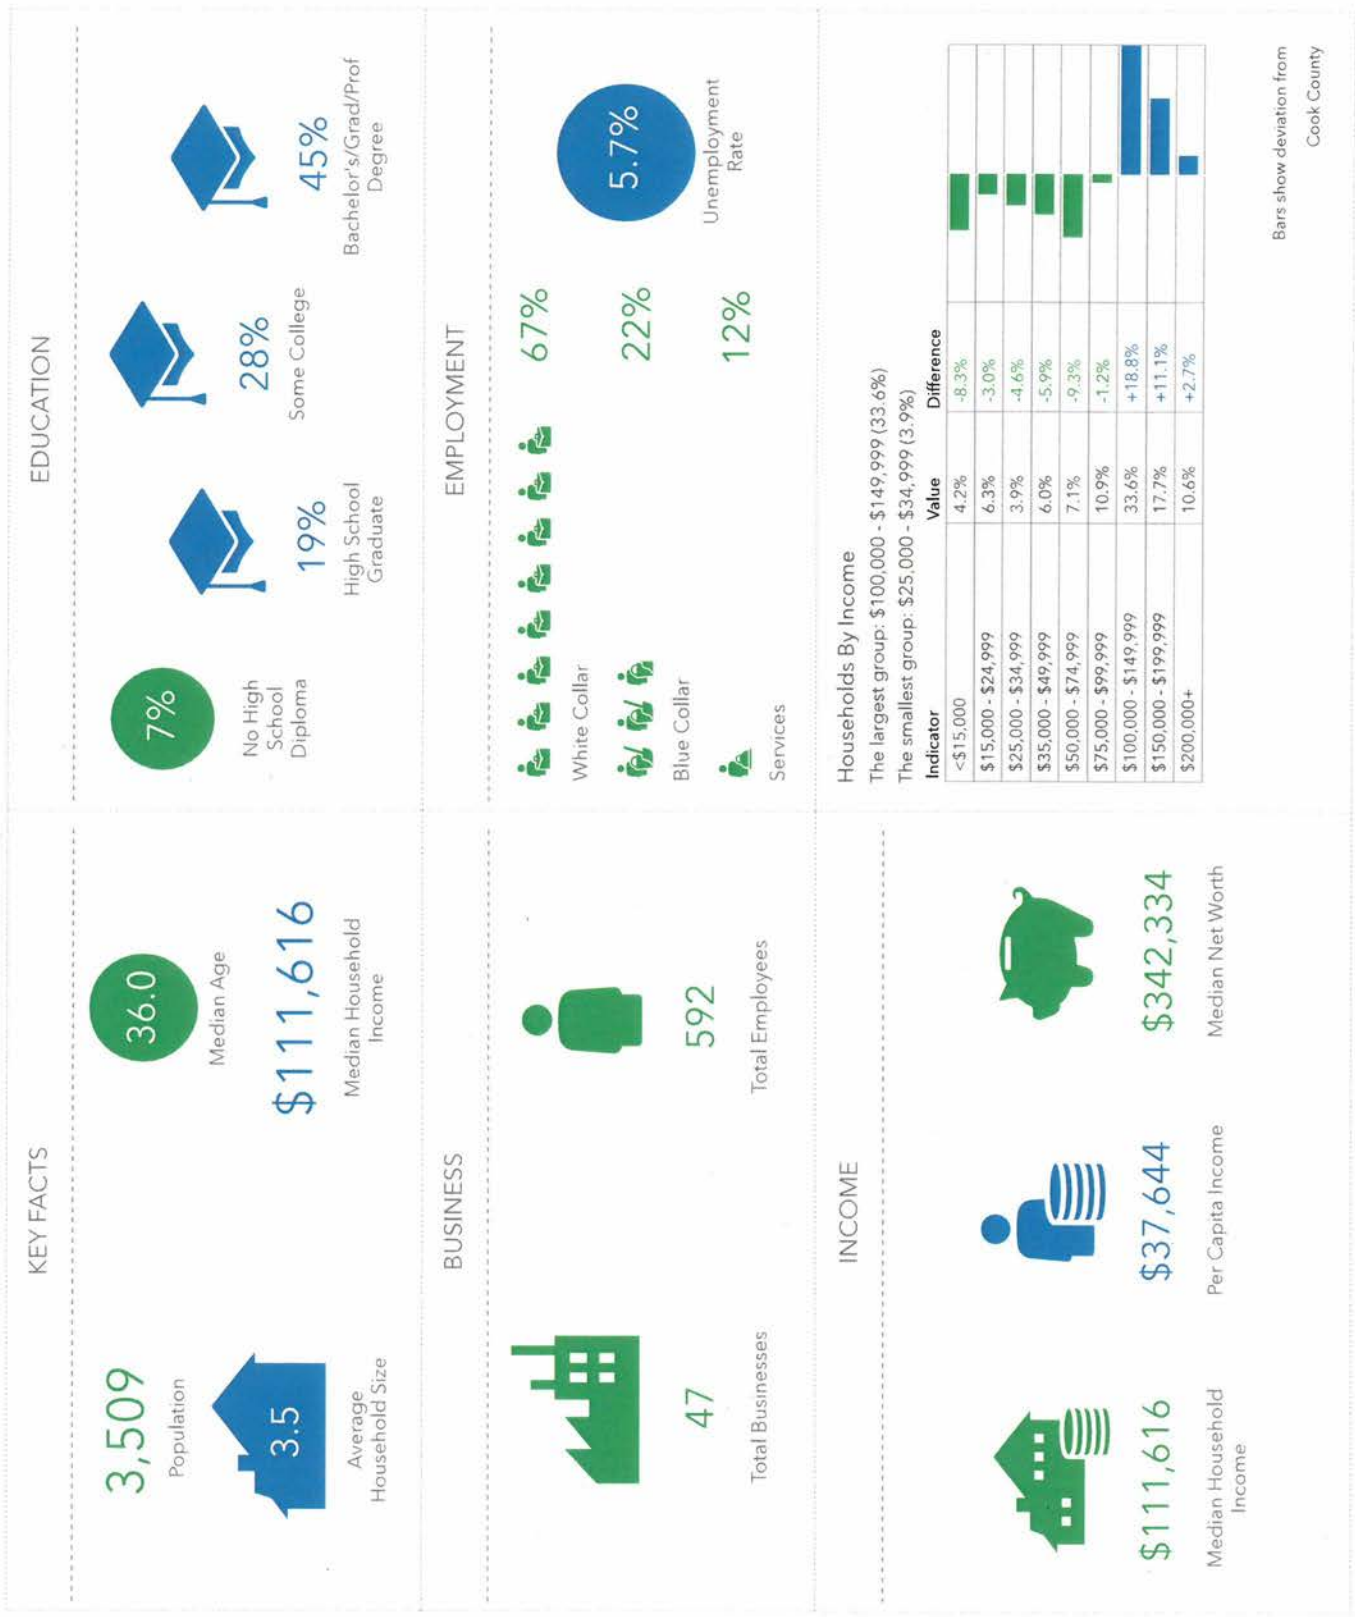 KEY FACTS
3,509
Population
3.5
Average
Household Size
36.0
Median Age
$111,616
Median Household
Income
EDUCATION
7%
No High
School
Diploma
19%
High School
Graduate
28%
Some College
45%
Bachelor's/Grad/Prof
Degree
BUSINESS
47
Total Businesses
592
Total Employees
EMPLOYMENT
White Collar
67%
Blue Collar
22%
Services
12%
5.7%
Unemployment
Rate
INCOME
$111,616
Median Household
Income
$37,644
Per Capita Income
$342,334
Median Net Worth
Households By Income
The largest group: $100,000 - $149,999 (33.6%)
The smallest group: $25,000 - $34,999 (3.9%)
Indicator Value Difference
<$15,000 4.2% -8.3%
$15,000 - $24,999 6.3% -3.0%
$25,000 - $34,999 3.9% -4.6%
$35,000 - $49,999 6.0% -5.9%
$50,000 - $74,999 7.1% -9.3%
$75,000 - $99,999 10.9% -1.2%
$100,000 - $149,999 33.6% +18.8%
$150,000 - $199,999 17.7% +11.1%
$200,000+ 10.6% +2.7%
Bars show deviation from
Cook County